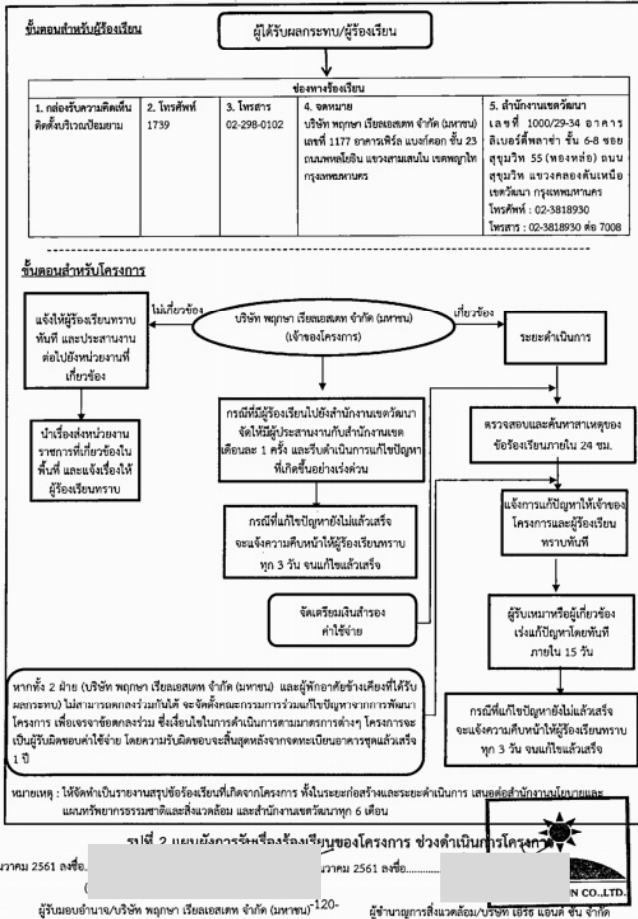 ขั้นตอนสำหรับผู้ร้องเรียน
ผู้ได้รับผลกระทบ/ผู้ร้องเรียน
ช่องทางร้องเรียน
1. กล่องรับความคิดเห็น
ติดตั้งบริเวณป้อมยาม
2. โทรศัพท์
1739
3. โทรสาร
02-298-0102
4. จดหมาย
บริษัท พฤกษา เรียลเอสเตท จำกัด (มหาชน)
เลขที่ 1177 อาคารเพิร์ล แบงก์คอก ชั้น 23
ถนนพหลโยธิน แขวงสามเสนใน เขตพญาไท
กรุงเทพมหานคร
5. สำนักงานเขตวัฒนา
เลขที่ 1000/29-34 อาคาร
ลิเบอร์ตี้พลาซ่า ชั้น 6-8 ซอย
สุขุมวิท 55 (ทองหล่อ) ถนน
สุขุมวิท แขวงคลองตันเหนือ
เขตวัฒนา กรุงเทพมหานคร
โทรศัพท์ : 02-3818930
โทรสาร : 02-3818930 ต่อ 7008
ขั้นตอนสำหรับโครงการ
แจ้งให้ผู้ร้องเรียนทราบ
ทันที และประสานงาน
ต่อไปยังหน่วยงานที่
เกี่ยวข้อง
ไม่เกี่ยวข้อง
บริษัท พฤกษา เรียลเอสเตท จำกัด (มหาชน)
(เจ้าของโครงการ)
เกี่ยวข้อง
ระยะดำเนินการ
นำเรื่องส่งหน่วยงาน
ราชการที่เกี่ยวข้องใน
พื้นที่ และแจ้งเรื่องให้
ผู้ร้องเรียนทราบ
กรณีที่มีผู้ร้องเรียนไปยังสำนักงานเขตวัฒนา
จัดให้มีผู้ประสานงานกับสำนักงานเขต
เดือนละ 1 ครั้ง และรีบดำเนินการแก้ไขปัญหา
ที่เกิดขึ้นอย่างเร่งด่วน
ตรวจสอบและค้นหาสาเหตุของ
ข้อร้องเรียนภายใน 24 ชม.
กรณีที่แก้ไขปัญหายังไม่แล้วเสร็จ
จะแจ้งความคืบหน้าให้ผู้ร้องเรียนทราบ
ทุก 3 วัน จนแก้ไขแล้วเสร็จ
แจ้งการแก้ปัญหาให้เจ้าของ
โครงการและผู้ร้องเรียน
ทราบทันที
จัดเตรียมเงินสำรอง
ค่าใช้จ่าย
ผู้รับเหมาหรือผู้เกี่ยวข้อง
เร่งแก้ปัญหาโดยทันที
ภายใน 15 วัน
หากทั้ง 2 ฝ่าย (บริษัท พฤกษา เรียลเอสเตท จำกัด (มหาชน) และผู้พักอาศัยข้างเคียงที่ได้รับ
ผลกระทบ) ไม่สามารถตกลงร่วมกันได้ จะจัดตั้งคณะกรรมการร่วมแก้ไขปัญหาจากการพัฒนา
โครงการ เพื่อเจรจาข้อตกลงร่วม ซึ่งเงื่อนไขในการดำเนินการตามมาตรการต่างๆ โครงการจะ
เป็นผู้รับผิดชอบค่าใช้จ่าย โดยความรับผิดชอบจะสิ้นสุดหลังจากจดทะเบียนอาคารชุดแล้วเสร็จ
1 ปี
กรณีที่แก้ไขปัญหายังไม่แล้วเสร็จ
จะแจ้งความคืบหน้าให้ผู้ร้องเรียนทราบ
ทุก 3 วัน จนแก้ไขแล้วเสร็จ
หมายเหตุ : ให้จัดทำเป็นรายงานสรุปข้อร้องเรียนที่เกิดจากโครงการ ทั้งในระยะก่อสร้างและระยะดำเนินการ เสนอต่อสำนักงานนโยบายและ
แผนทรัพยากรธรรมชาติและสิ่งแวดล้อม และสำนักงานเขตวัฒนาทุก 6 เดือน
รูปที่ 2 แผนผังการรับเรื่องร้องเรียนของโครงการ ช่วงดำเนินการโครงการ
นวาคม 2561 ลงชื่อ
วาคม 2561 ลงชื่อ
N CO.,LTD.
ผู้รับมอบอำนาจ/บริษัท พฤกษา เรียลเอสเตท จำกัด (มหาชน)
-120-
ผู้ชำนาญการสิ่งแวดล้อม/บริษัท เอิร์ธ แอนด์ ซัน จำกัด